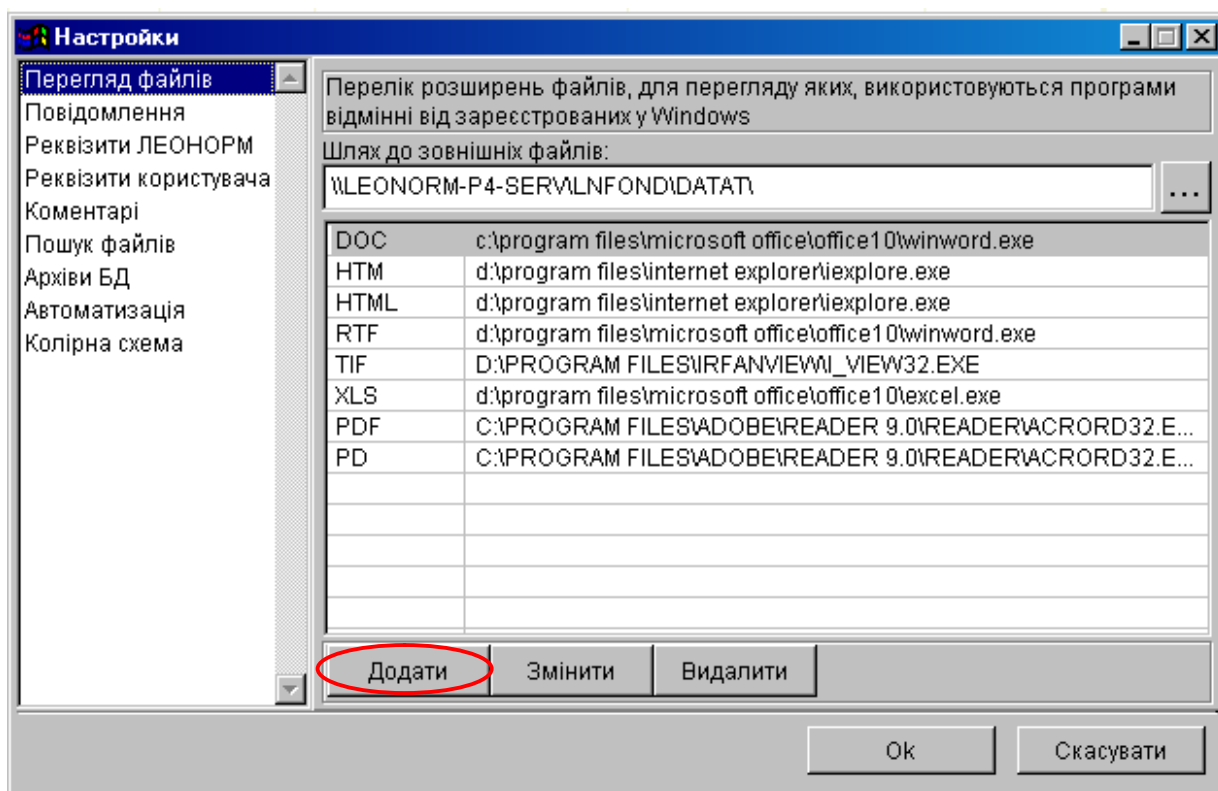 Настройки
Перегляд файлів
Повідомлення
Реквізити ЛЕОНОРМ
Реквізити користувача
Коментарі
Пошук файлів
Архіви БД
Автоматизація
Колірна схема
Перелік розширень файлів, для перегляду яких, використовуються програми
відмінні від зареєстрованих у Windows
Шлях до зовнішніх файлів:
\\LEONORM-P4-SERV\LNFOND\DATAT\
...
DOC c:\program files\microsoft office\office10\winword.exe
HTM d:\program files\internet explorer\iexplore.exe
HTML d:\program files\internet explorer\iexplore.exe
RTF d:\program files\microsoft office\office10\winword.exe
TIF D:\PROGRAM FILES\IRFANVIEW\I_VIEW32.EXE
XLS d:\program files\microsoft office\office10\excel.exe
PDF C:\PROGRAM FILES\ADOBE\READER 9.0\READER\ACRORD32.E...
PD C:\PROGRAM FILES\ADOBE\READER 9.0\READER\ACRORD32.E...
Додати Змінити Видалити
Ok Скасувати